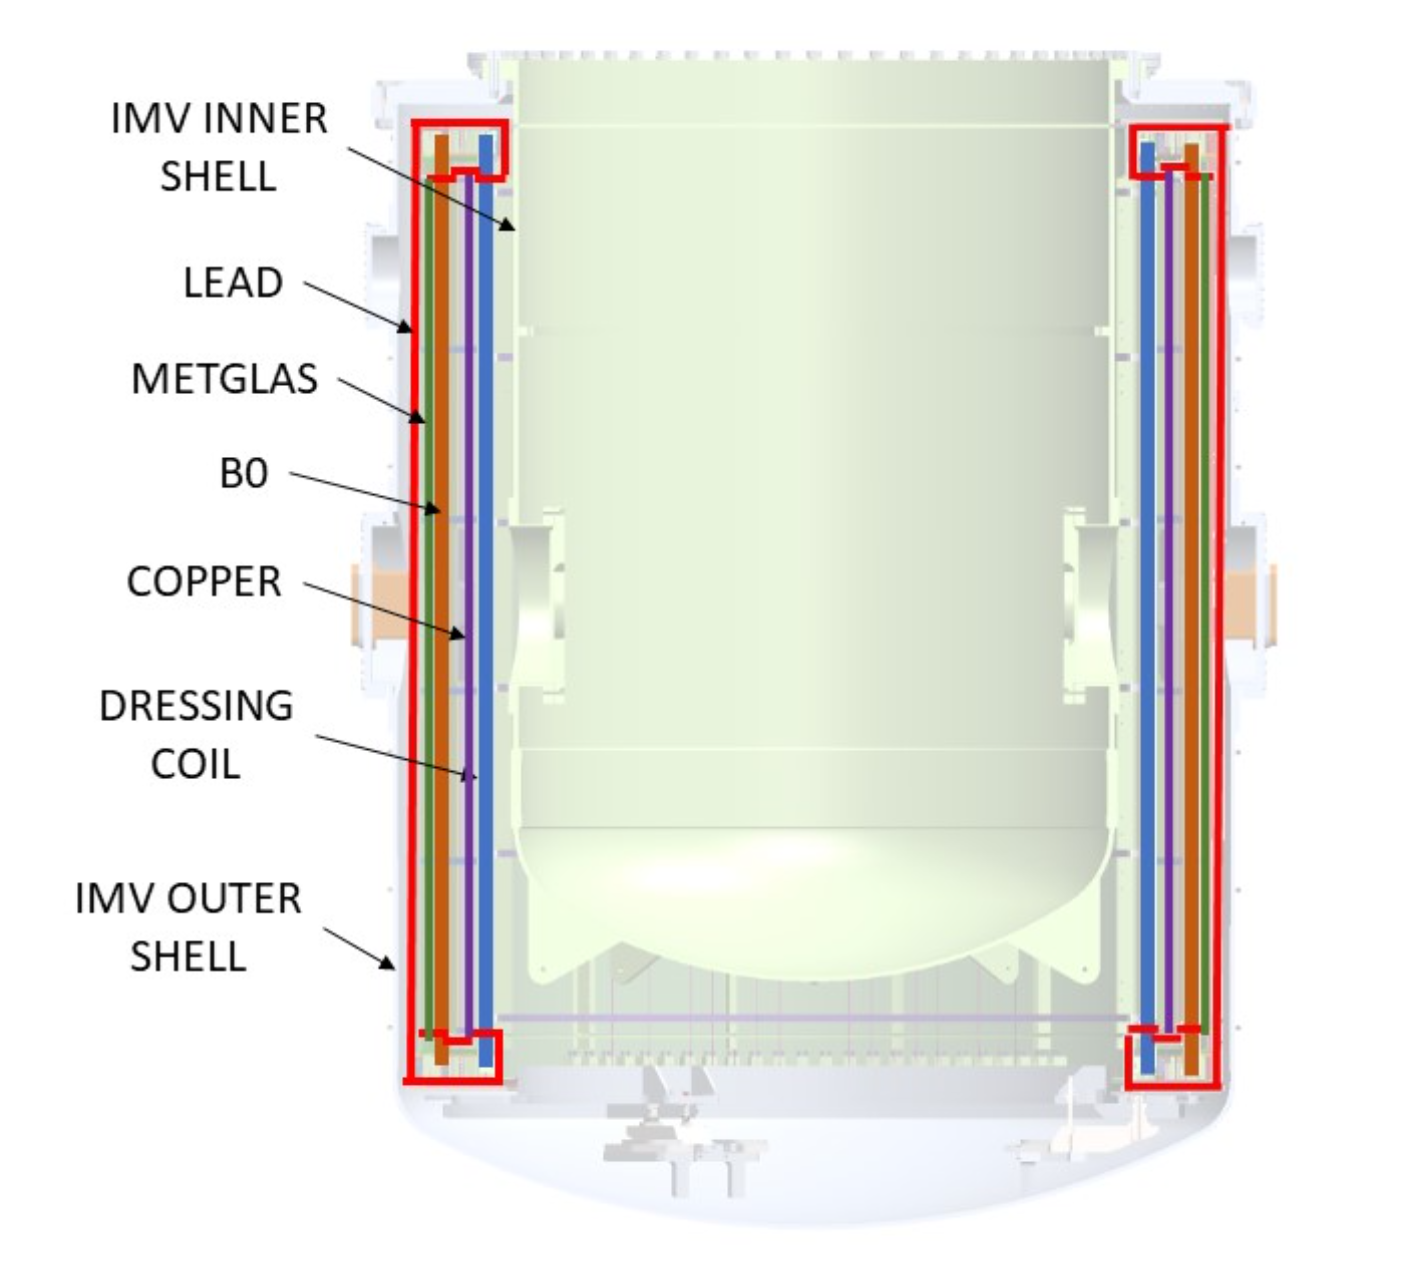 IMV INNER
SHELL
LEAD
METGLAS
B0
COPPER
DRESSING
COIL
IMV OUTER
SHELL